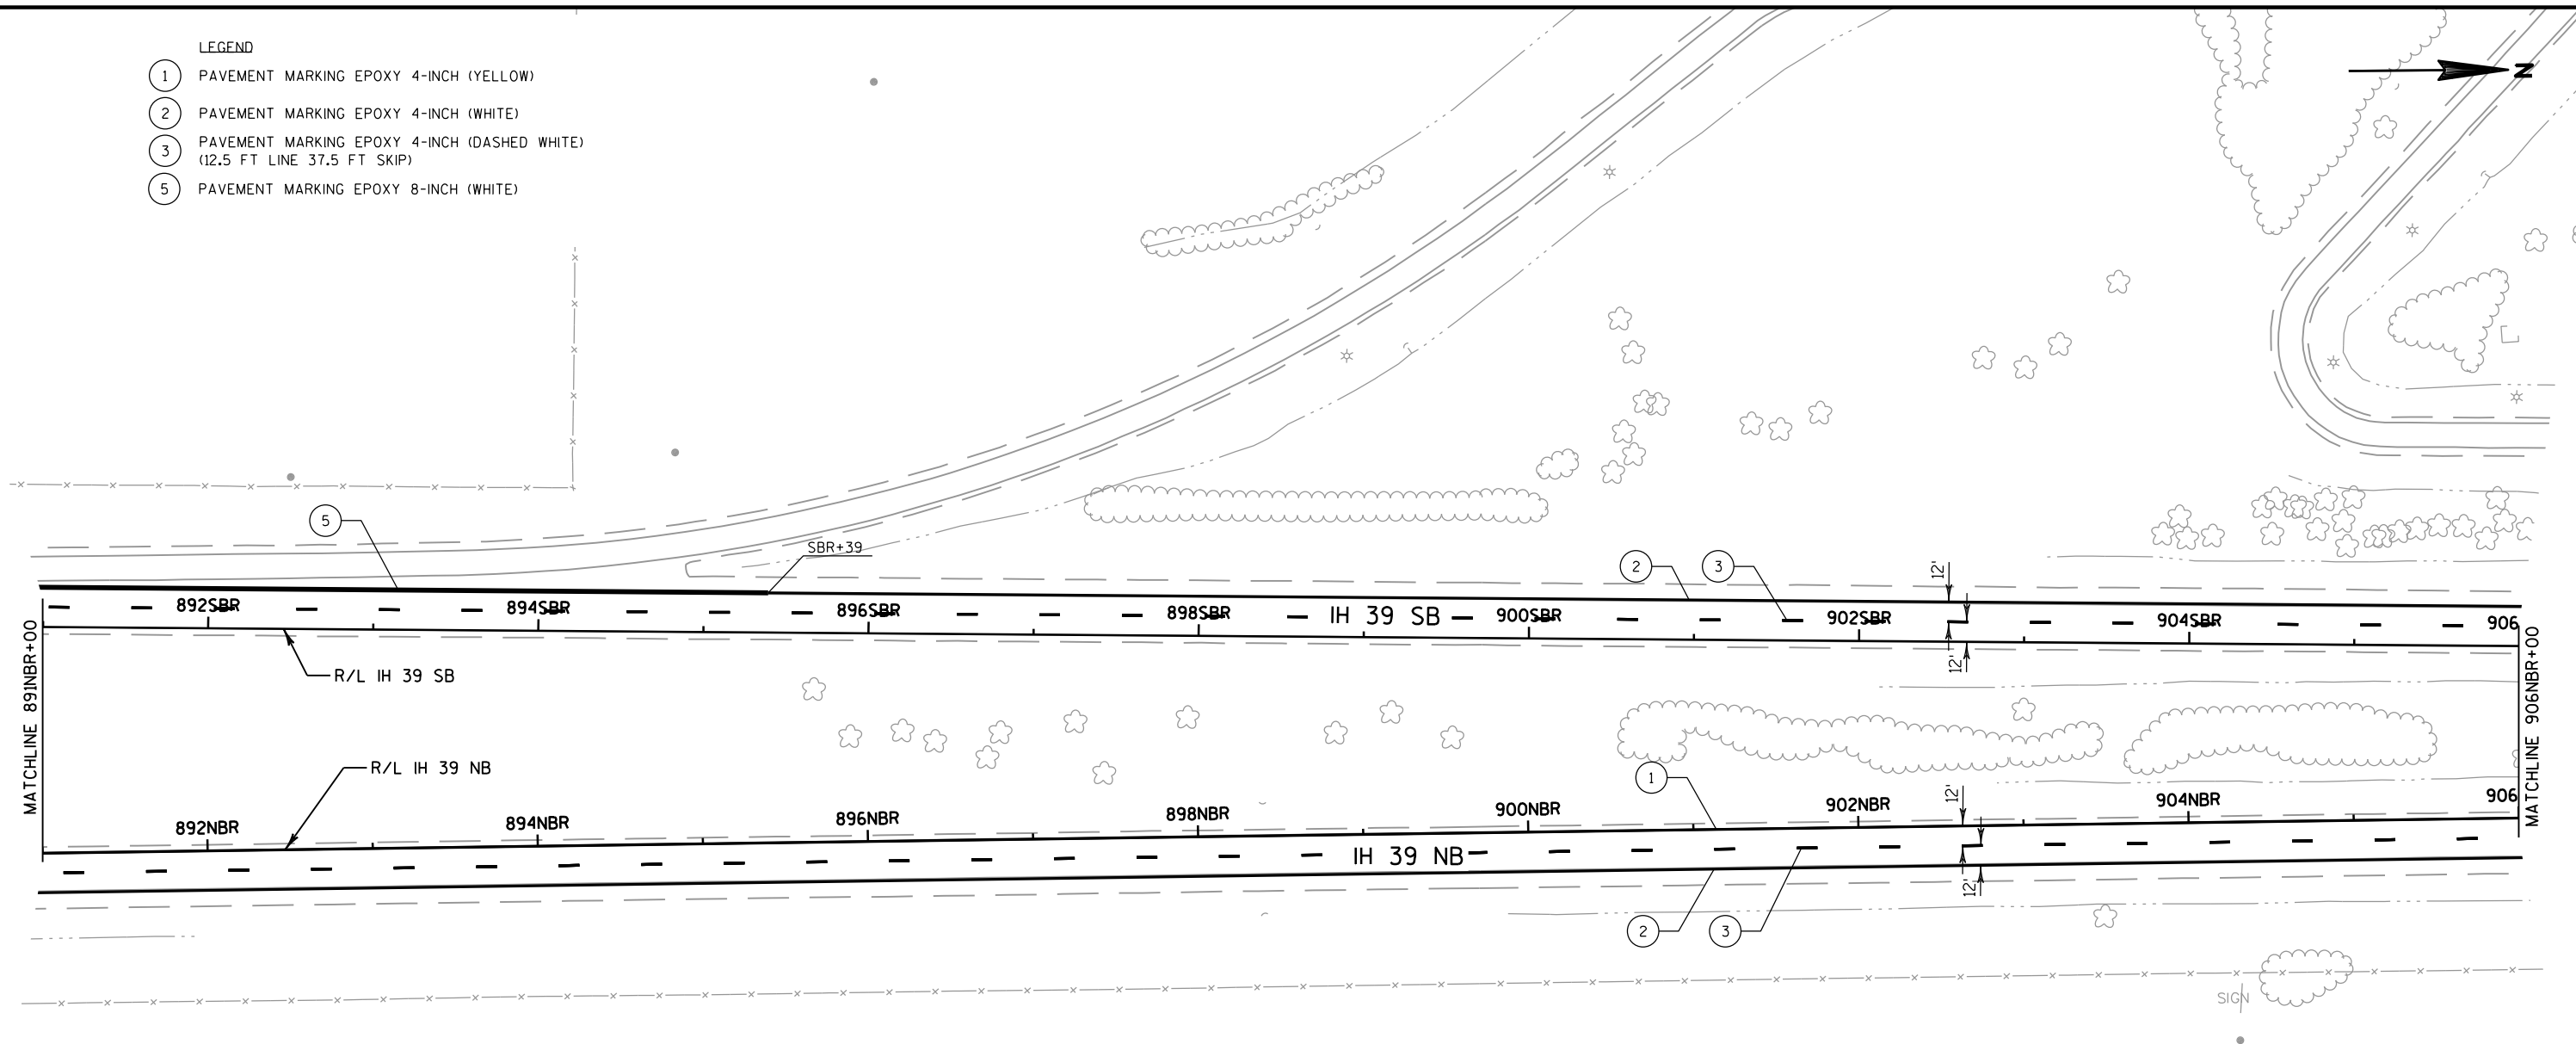 LEGEND
1 PAVEMENT MARKING EPOXY 4-INCH (YELLOW)
2 PAVEMENT MARKING EPOXY 4-INCH (WHITE)
3 PAVEMENT MARKING EPOXY 4-INCH (DASHED WHITE)
(12.5 FT LINE 37.5 FT SKIP)
5 PAVEMENT MARKING EPOXY 8-INCH (WHITE)
N
5
SBR+39
2
3
12'
892SBR
894SBR
896SBR
898SBR
IH 39 SB
900SBR
902SBR
904SBR
906
12'
R/L IH 39 SB
MATCHLINE 891NBR+00
MATCHLINE 906NBR+00
R/L IH 39 NB
1
12'
892NBR
894NBR
896NBR
898NBR
900NBR
902NBR
904NBR
906
IH 39 NB
12'
2
3
SIGN